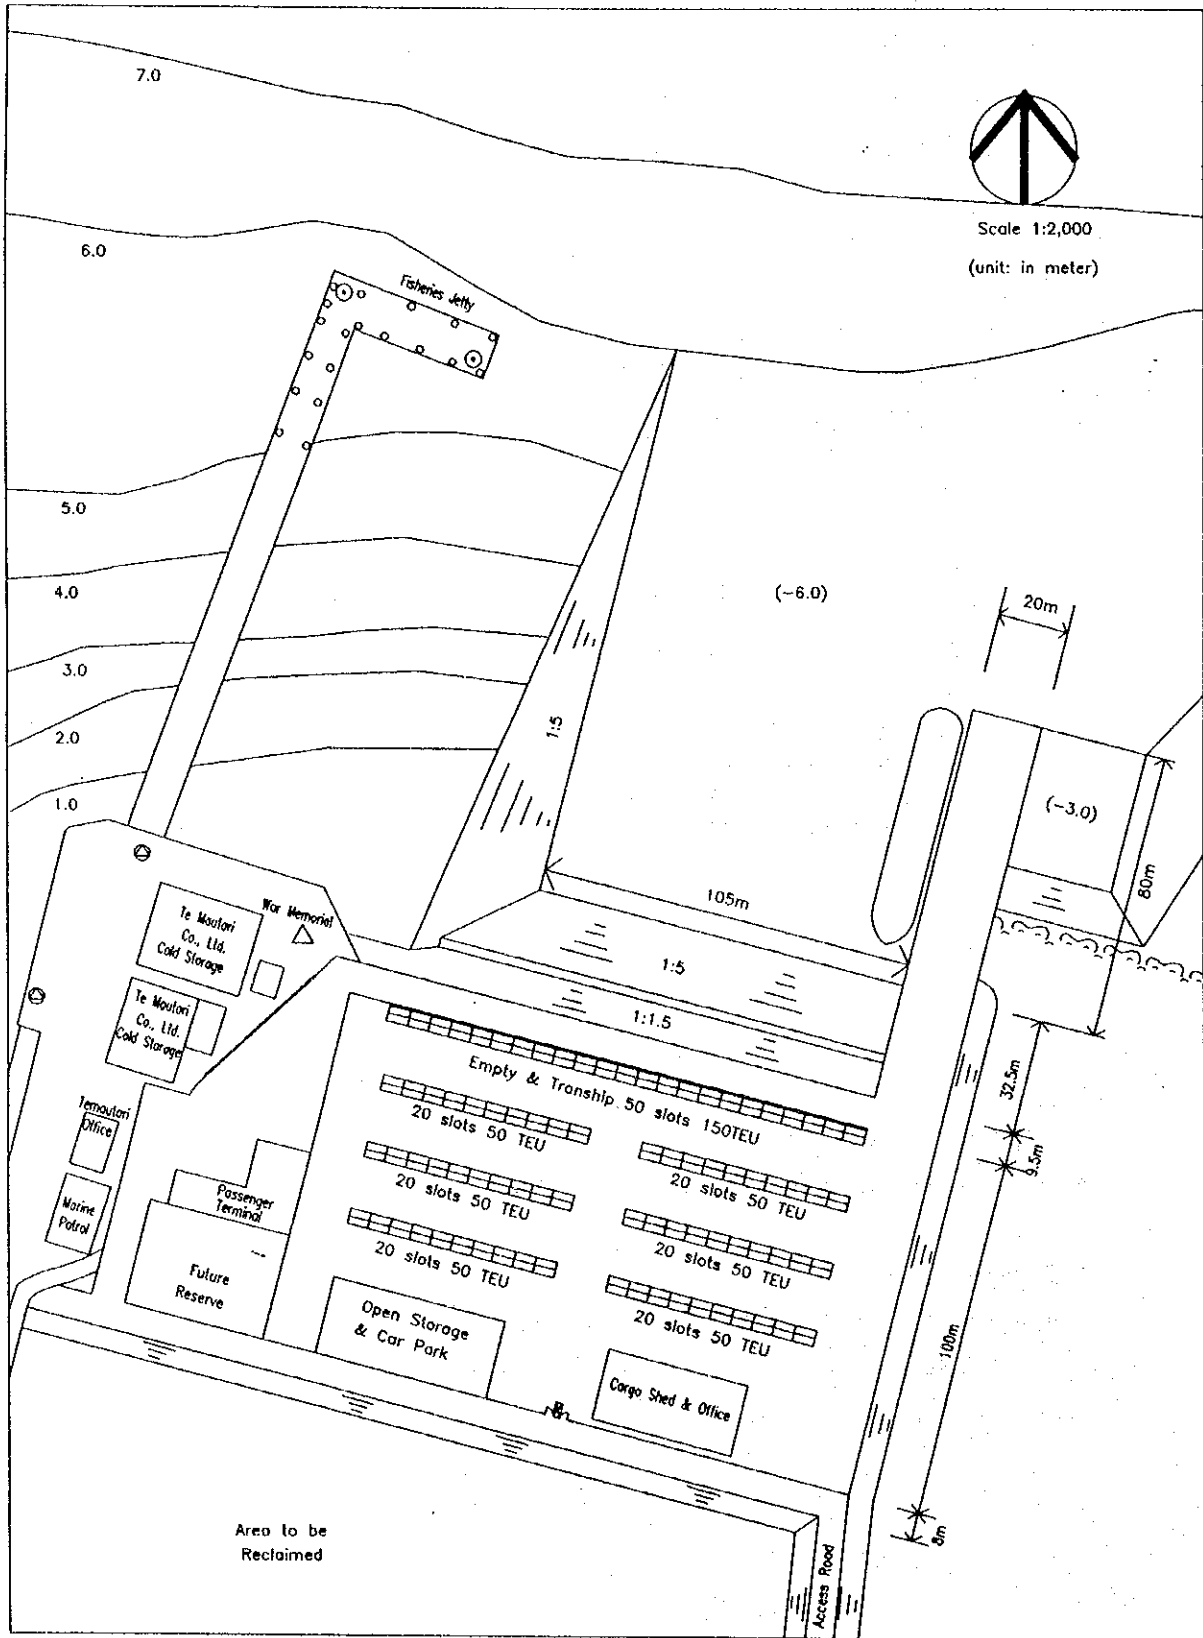 7.0
Scale 1:2,000
(unit: in meter)
6.0
Fisheries Jetty
5.0
4.0
(-6.0)
20m
3.0
2.0
1:5
1.0
(-3.0)
80m
105m
War Memorial
Te Mautari
Co., Ltd.
Cold Storage
1:5
Te Mautari
Co., Ltd.
Cold Storage
1:1.5
Empty & Tranship 50 slots 150TEU
32.5m
9.5m
20 slots 50 TEU
20 slots 50 TEU
20 slots 50 TEU
20 slots 50 TEU
20 slots 50 TEU
20 slots 50 TEU
Temautari
Office
Marine
Patrol
Passenger
Terminal
Future
Reserve
Open Storage
& Car Park
Cargo Shed & Office
100m
8m
Area to be
Reclaimed
Access Road